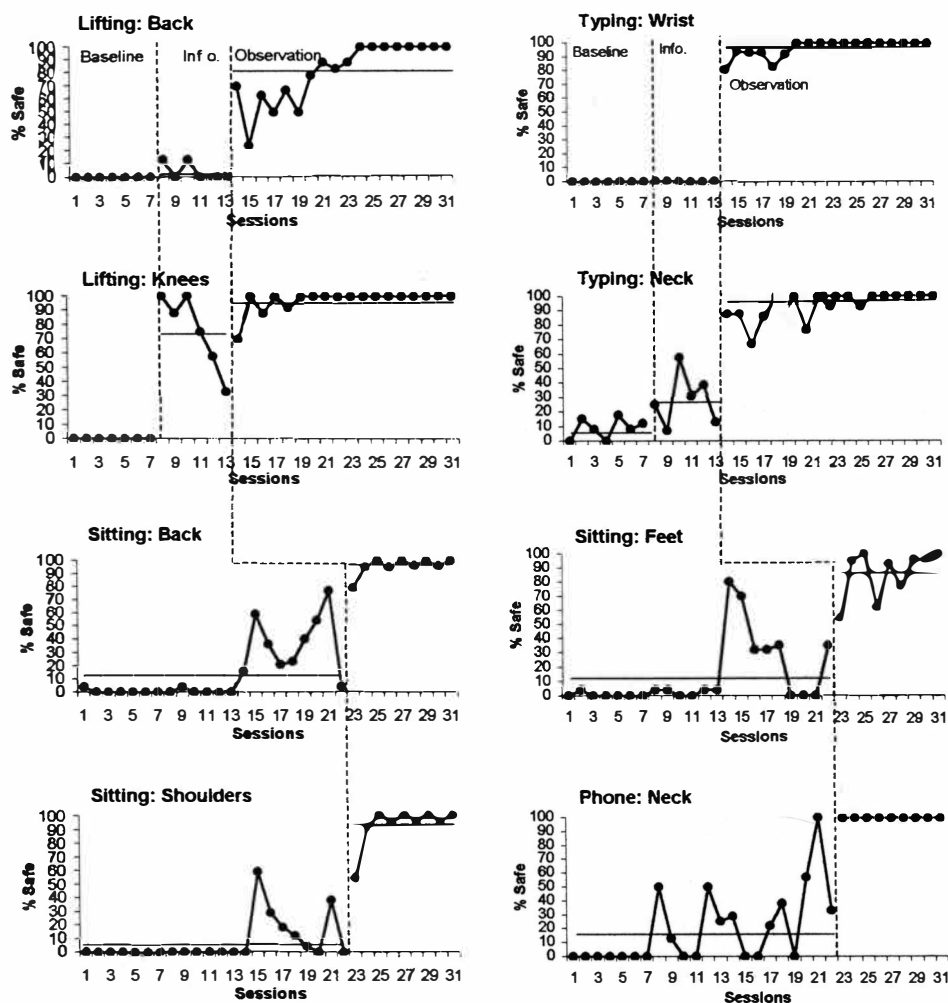 Lifting: Back
100
90
80
70
60
50
40
30
20
10
0
% Safe
Baseline
Inf o.
Observation
1 3 5 7 9 11 13 15 17 19 21 23 25 27 29 31
Sessions
Typing: Wrist
100
90
80
70
60
50
40
30
20
10
0
% Safe
Baseline
Info.
Observation
1 3 5 7 9 11 13 15 17 19 21 23 25 27 29 31
Sessions
Lifting: Knees
100
90
80
70
60
50
40
30
20
10
0
% Safe
1 3 5 7 9 11 13 15 17 19 21 23 25 27 29 31
Sessions
Typing: Neck
100
90
80
70
60
50
40
30
20
10
0
% Safe
1 3 5 7 9 11 13 15 17 19 21 23 25 27 29 31
Sessions
Sitting: Back
100
90
80
70
60
50
40
30
20
10
0
% Safe
1 3 5 7 9 11 13 15 17 19 21 23 25 27 29 31
Sessions
Sitting: Feet
100
90
80
70
60
50
40
30
20
10
0
% Safe
1 3 5 7 9 11 13 15 17 19 21 23 25 27 29 31
Sessions
Sitting: Shoulders
100
90
80
70
60
50
40
30
20
10
0
% Safe
1 3 5 7 9 11 13 15 17 19 21 23 25 27 29 31
Sessions
Phone: Neck
100
90
80
70
60
50
40
30
20
10
0
% Safe
1 3 5 7 9 11 13 15 17 19 21 23 25 27 29 31
Sessions